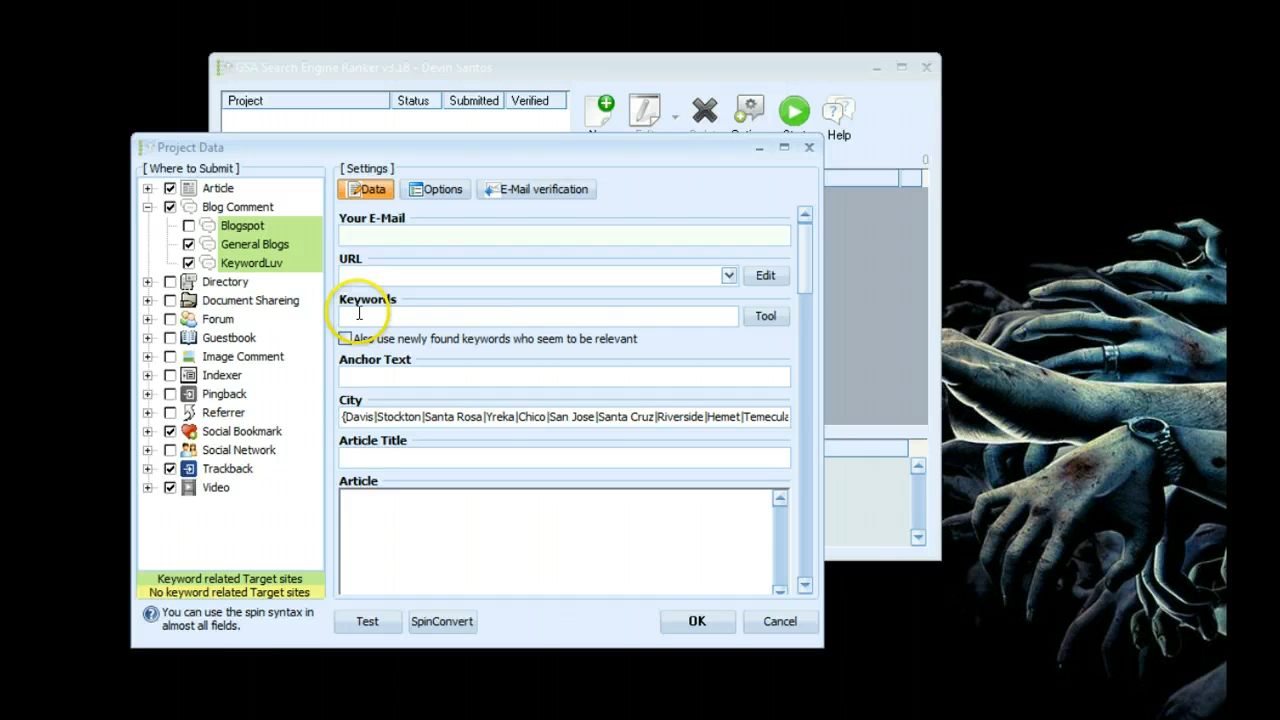 GSA Search Engine Ranker v3.18 - Devin Santos
Project Status Submitted Verified
Help
0
Project Data
[ Where to Submit ]
Article
Blog Comment
Blogspot
General Blogs
KeywordLuv
Directory
Document Shareing
Forum
Guestbook
Image Comment
Indexer
Pingback
Referrer
Social Bookmark
Social Network
Trackback
Video
Keyword related Target sites
No keyword related Target sites
You can use the spin syntax in
almost all fields.
[ Settings ]
Data Options E-Mail verification
Your E-Mail
URL
Edit
Keywords
Tool
Also use newly found keywords who seem to be relevant
Anchor Text
City
{Davis|Stockton|Santa Rosa|Yreka|Chico|San Jose|Santa Cruz|Riverside|Hemet|Temecula
Article Title
Article
Test SpinConvert OK Cancel